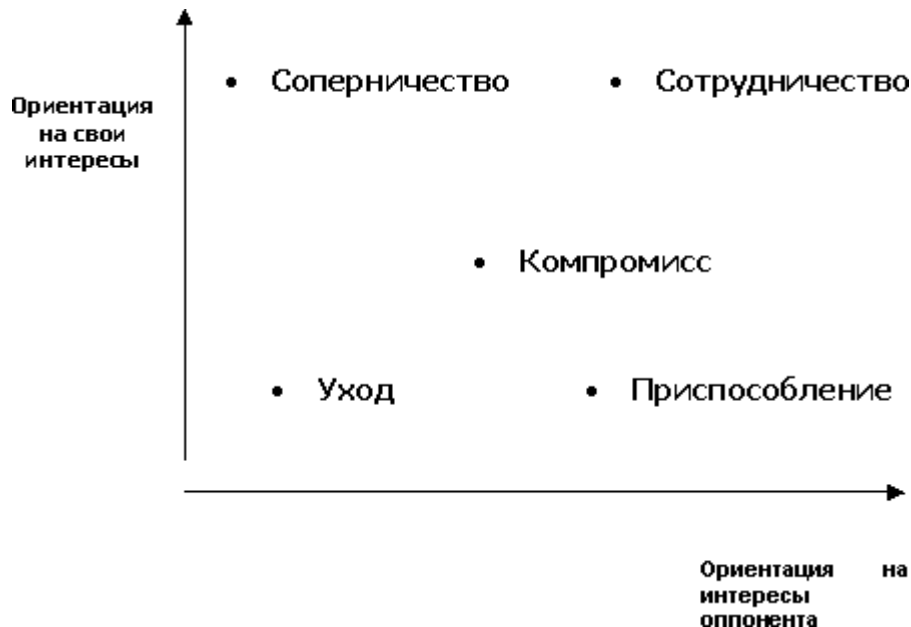 • Соперничество
• Сотрудничество
Ориентация
на свои
интересы
• Компромисс
• Уход
• Приспособление
Ориентация на
интересы
оппонента